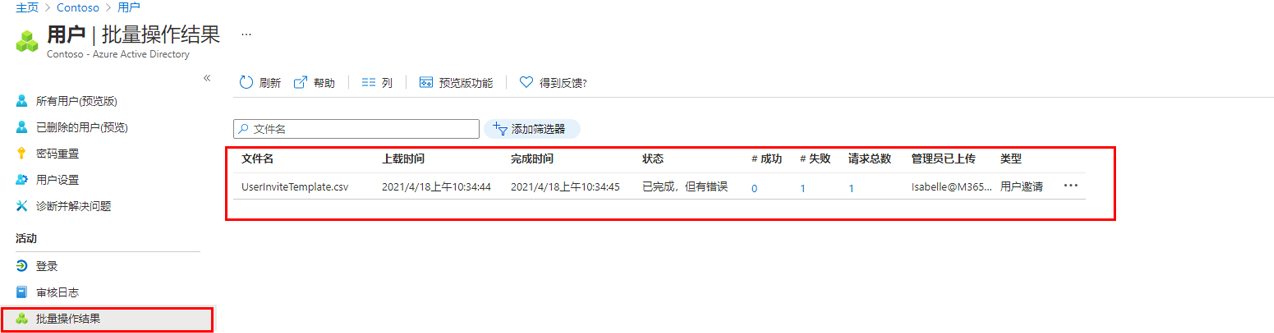 主页 > Contoso > 用户
用户 | 批量操作结果 ...
Contoso - Azure Active Directory
«
刷新 帮助 列 预览版功能 得到反馈?
所有用户(预览版)
已删除的用户(预览)
密码重置
用户设置
诊断并解决问题
活动
登录
审核日志
批量操作结果
文件名 添加筛选器
文件名 上载时间 完成时间 状态 # 成功 # 失败 请求总数 管理员已上传 类型
UserInviteTemplate.csv 2021/4/18上午10:34:44 2021/4/18上午10:34:45 已完成，但有错误 0 1 1 Isabelle@M365... 用户邀请 ...